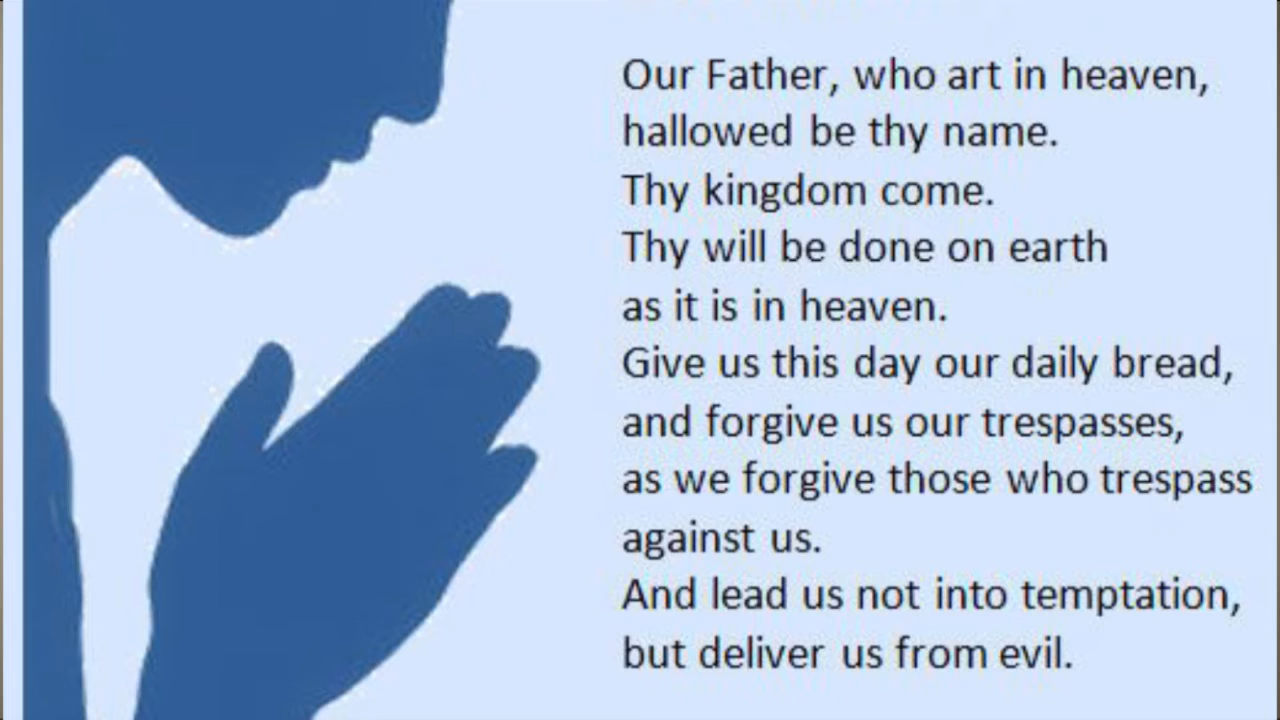 Our Father, who art in heaven,
hallowed be thy name.
Thy kingdom come.
Thy will be done on earth
as it is in heaven.
Give us this day our daily bread,
and forgive us our trespasses,
as we forgive those who trespass
against us.
And lead us not into temptation,
but deliver us from evil.